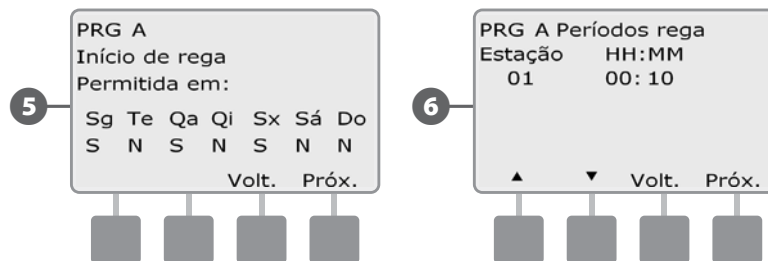 5
PRG A
Início de rega
Permitida em:
Sg Te Qa Qi Sx Sá Do
S N S N S N N
Volt. Próx.
6
PRG A Períodos rega
Estação HH:MM
01 00:10
▲ ▼ Volt. Próx.